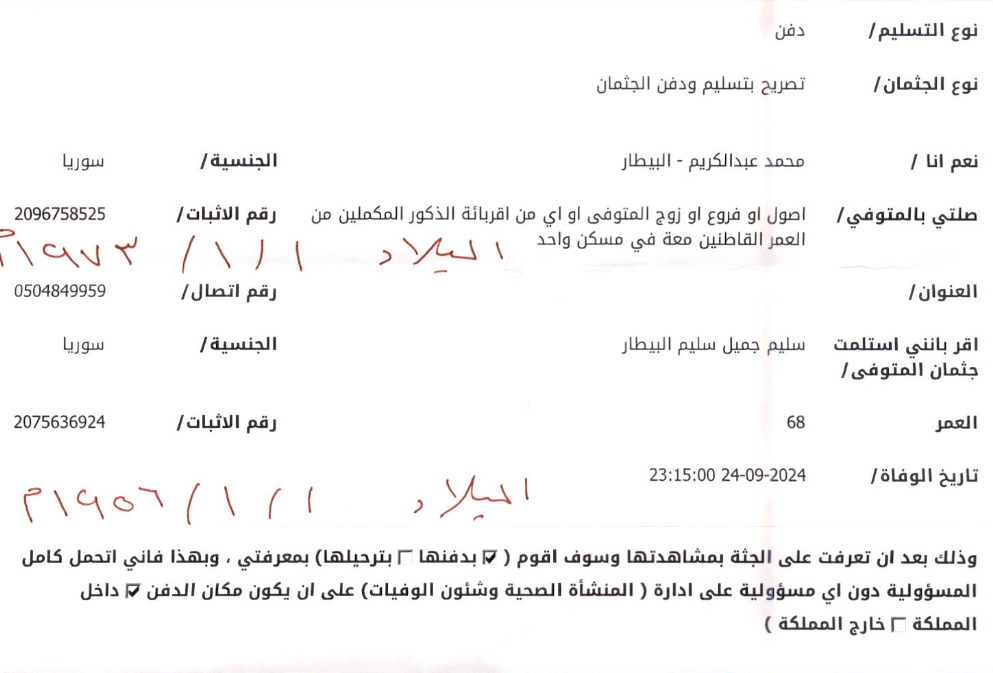 نوع التسليم/ دفن
نوع الجثمان/ تصريح بتسليم ودفن الجثمان
نعم انا / محمد عبدالكريم - البيطار الجنسية/ سوريا
صلتي بالمتوفي/ اصول او فروع او زوج المتوفى او اي من اقربائة الذكور المكملين من رقم الاثبات/ 2096758525
العمر القاطنين معة في مسكن واحد
الميلاد ١/١/١٩٧٣م
العنوان/ رقم اتصال/ 0504849959
اقر بانني استلمت سليم جميل سليم البيطار الجنسية/ سوريا
جثمان المتوفى/
العمر 68 رقم الاثبات/ 2075636924
تاريخ الوفاة/ 24-09-2024 23:15:00
الميلاد ١/١/١٩٥٦م
وذلك بعد ان تعرفت على الجثة بمشاهدتها وسوف اقوم ( ☑ بدفنها ☐ بترحيلها) بمعرفتي ، وبهذا فاني اتحمل كامل
المسؤولية دون اي مسؤولية على ادارة ( المنشأة الصحية وشئون الوفيات) على ان يكون مكان الدفن ☑ داخل
المملكة ☐ خارج المملكة )